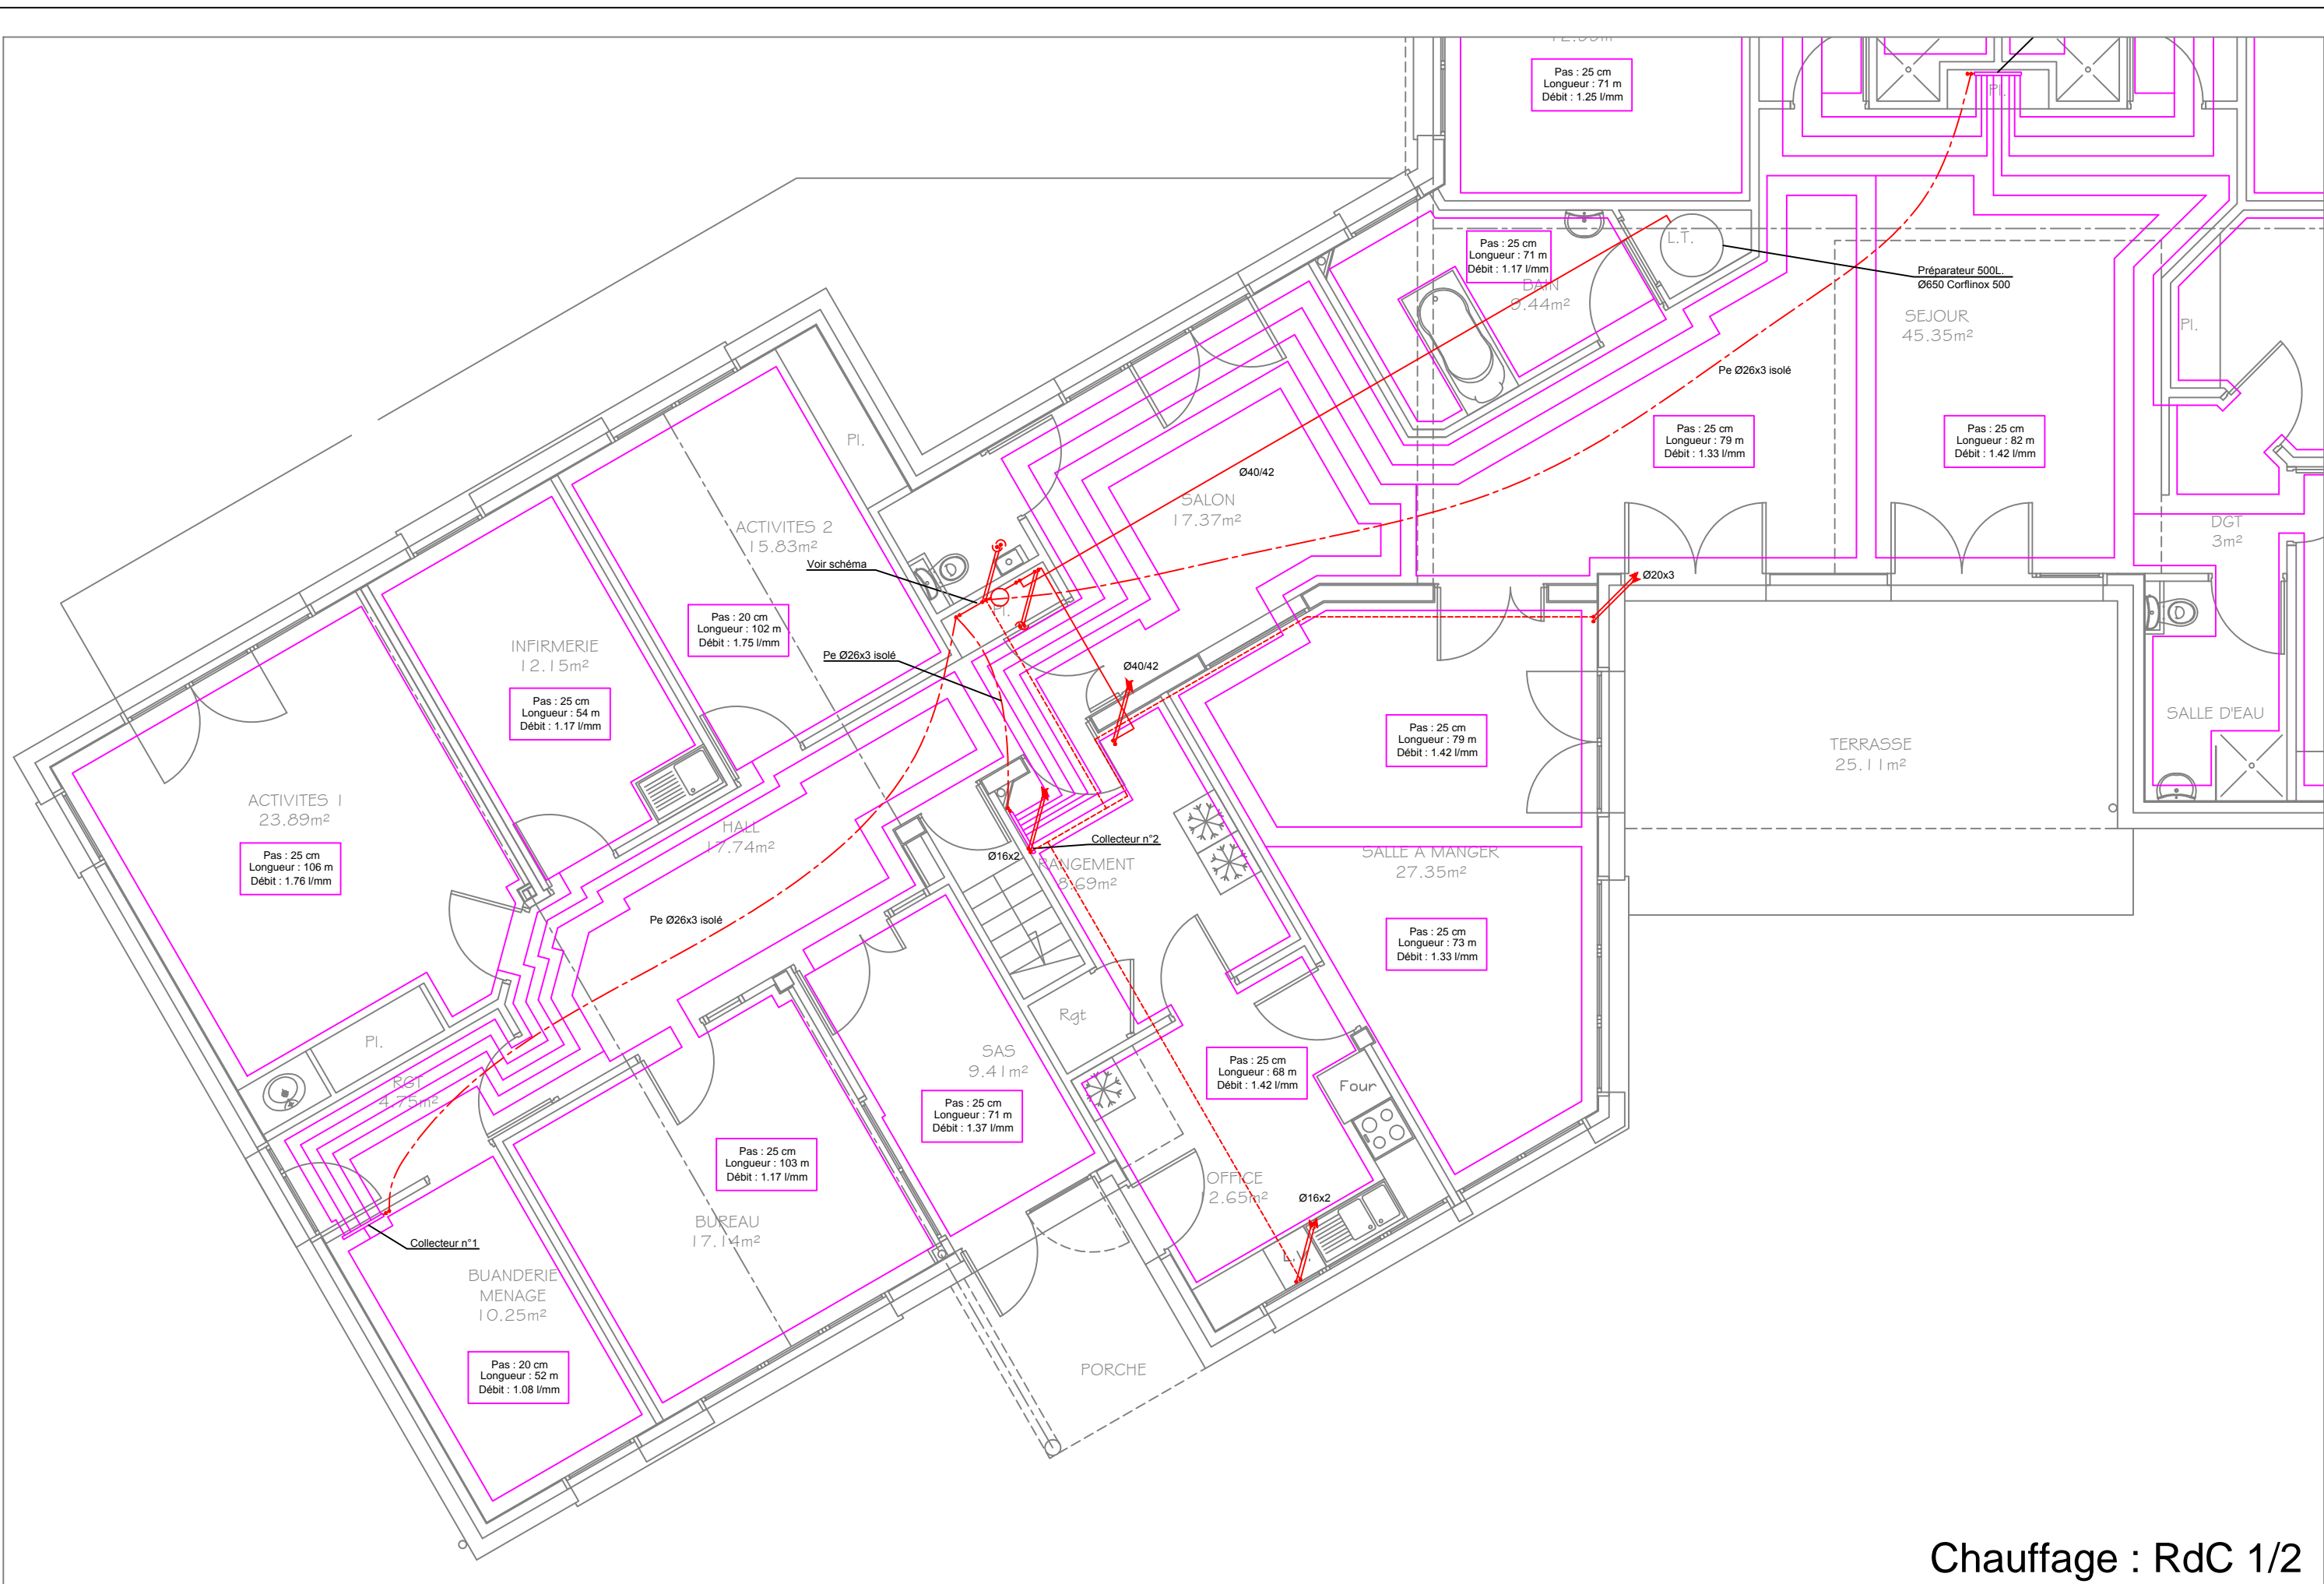 Pas : 25 cm
Longueur : 71 m
Débit : 1.25 l/mm
Pl.
Pas : 25 cm
Longueur : 71 m
Débit : 1.17 l/mm
BAIN
9.44m²
L.T.
Préparateur 500L.
Ø650 Corflinox 500
SEJOUR
45.35m²
Pl.
Pe Ø26x3 isolé
Pas : 25 cm
Longueur : 79 m
Débit : 1.33 l/mm
Pas : 25 cm
Longueur : 82 m
Débit : 1.42 l/mm
Pl.
Ø40/42
SALON
17.37m²
ACTIVITES 2
15.83m²
DGT
3m²
Voir schéma
Pl.
Ø20x3
Pas : 20 cm
Longueur : 102 m
Débit : 1.75 l/mm
INFIRMERIE
12.15m²
Pe Ø26x3 isolé
Ø40/42
Pas : 25 cm
Longueur : 54 m
Débit : 1.17 l/mm
Pas : 25 cm
Longueur : 79 m
Débit : 1.42 l/mm
SALLE D'EAU
TERRASSE
25.11m²
ACTIVITES 1
23.89m²
HALL
17.74m²
Collecteur n°2
Ø16x2
RANGEMENT
8.69m²
SALLE A MANGER
27.35m²
Pas : 25 cm
Longueur : 106 m
Débit : 1.76 l/mm
Pe Ø26x3 isolé
Pas : 25 cm
Longueur : 73 m
Débit : 1.33 l/mm
Rgt
Pl.
SAS
9.41m²
Pas : 25 cm
Longueur : 68 m
Débit : 1.42 l/mm
Four
RGT
4.75m²
Pas : 25 cm
Longueur : 71 m
Débit : 1.37 l/mm
Pas : 25 cm
Longueur : 103 m
Débit : 1.17 l/mm
OFFICE
12.65m²
Ø16x2
BUREAU
17.14m²
Collecteur n°1
L.V.
BUANDERIE
MENAGE
10.25m²
Pas : 20 cm
Longueur : 52 m
Débit : 1.08 l/mm
PORCHE
Chauffage : RdC 1/2